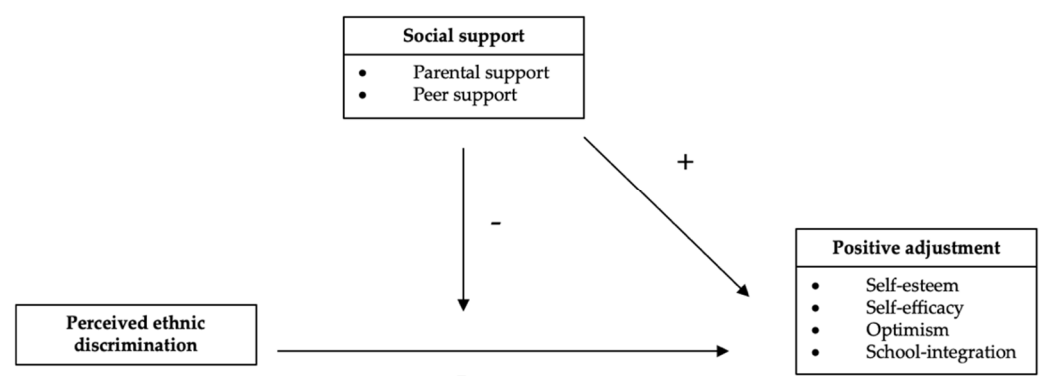 Social support
• Parental support
• Peer support
+
-
Positive adjustment
• Self-esteem
• Self-efficacy
• Optimism
• School-integration
Perceived ethnic
discrimination